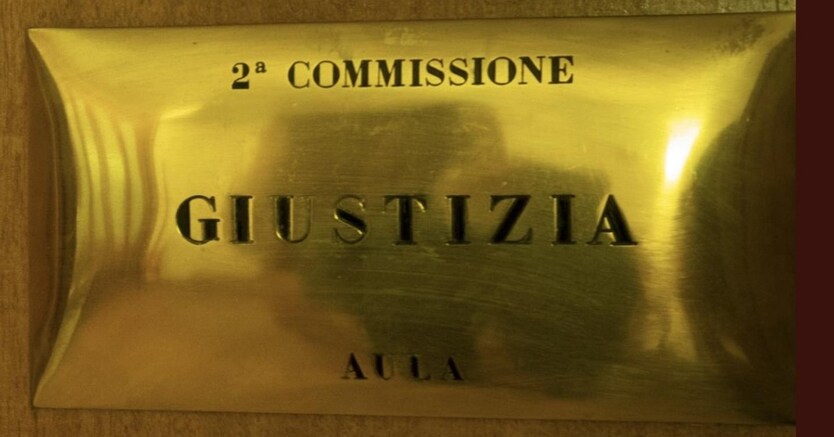 2ª COMMISSIONE
GIUSTIZIA
AULA